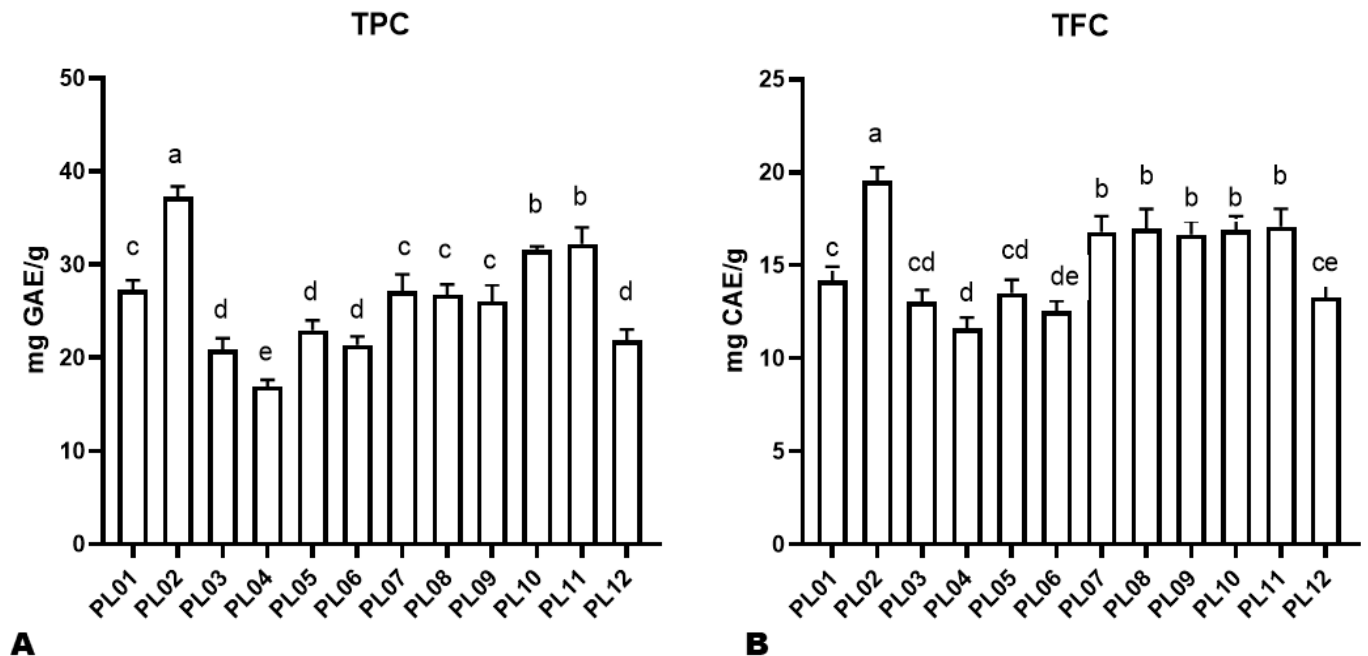 TPC
mg GAE/g
50
40
30
20
10
0
c
a
d
e
d
d
c
c
c
b
b
d
PL01
PL02
PL03
PL04
PL05
PL06
PL07
PL08
PL09
PL10
PL11
PL12
A
TFC
mg CAE/g
25
20
15
10
5
0
c
a
cd
d
cd
de
b
b
b
b
b
ce
PL01
PL02
PL03
PL04
PL05
PL06
PL07
PL08
PL09
PL10
PL11
PL12
B